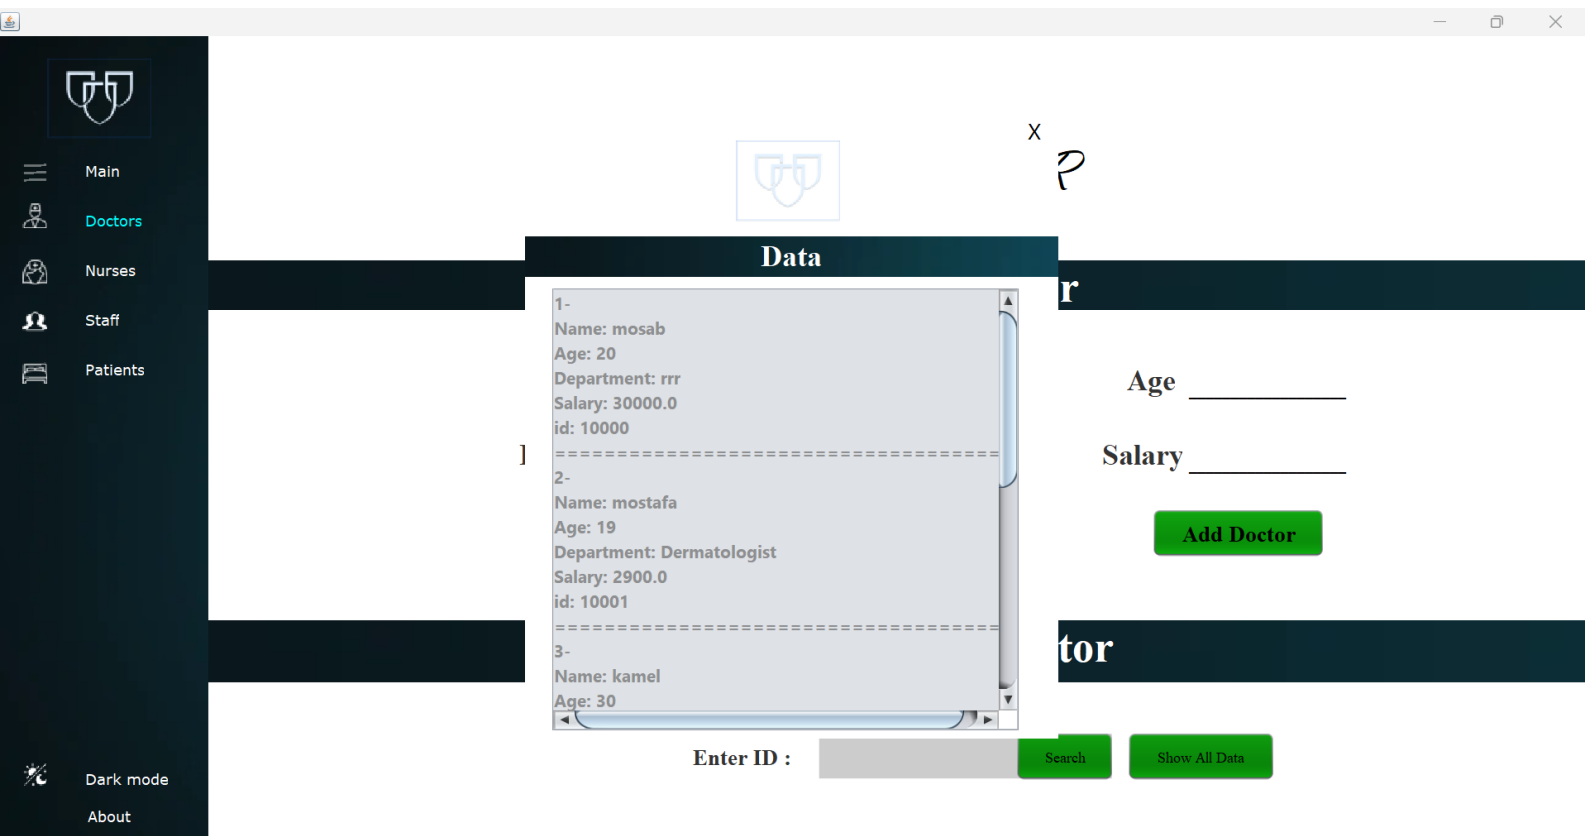 Main
Doctors
Nurses
Staff
Patients
Dark mode
About
X
R
Data
1-
Name: mosab
Age: 20
Department: rrr
Salary: 30000.0
id: 10000
====================================
2-
Name: mostafa
Age: 19
Department: Dermatologist
Salary: 2900.0
id: 10001
====================================
3-
Name: kamel
Age: 30
r
Age
Salary
Add Doctor
tor
Enter ID :
Search
Show All Data